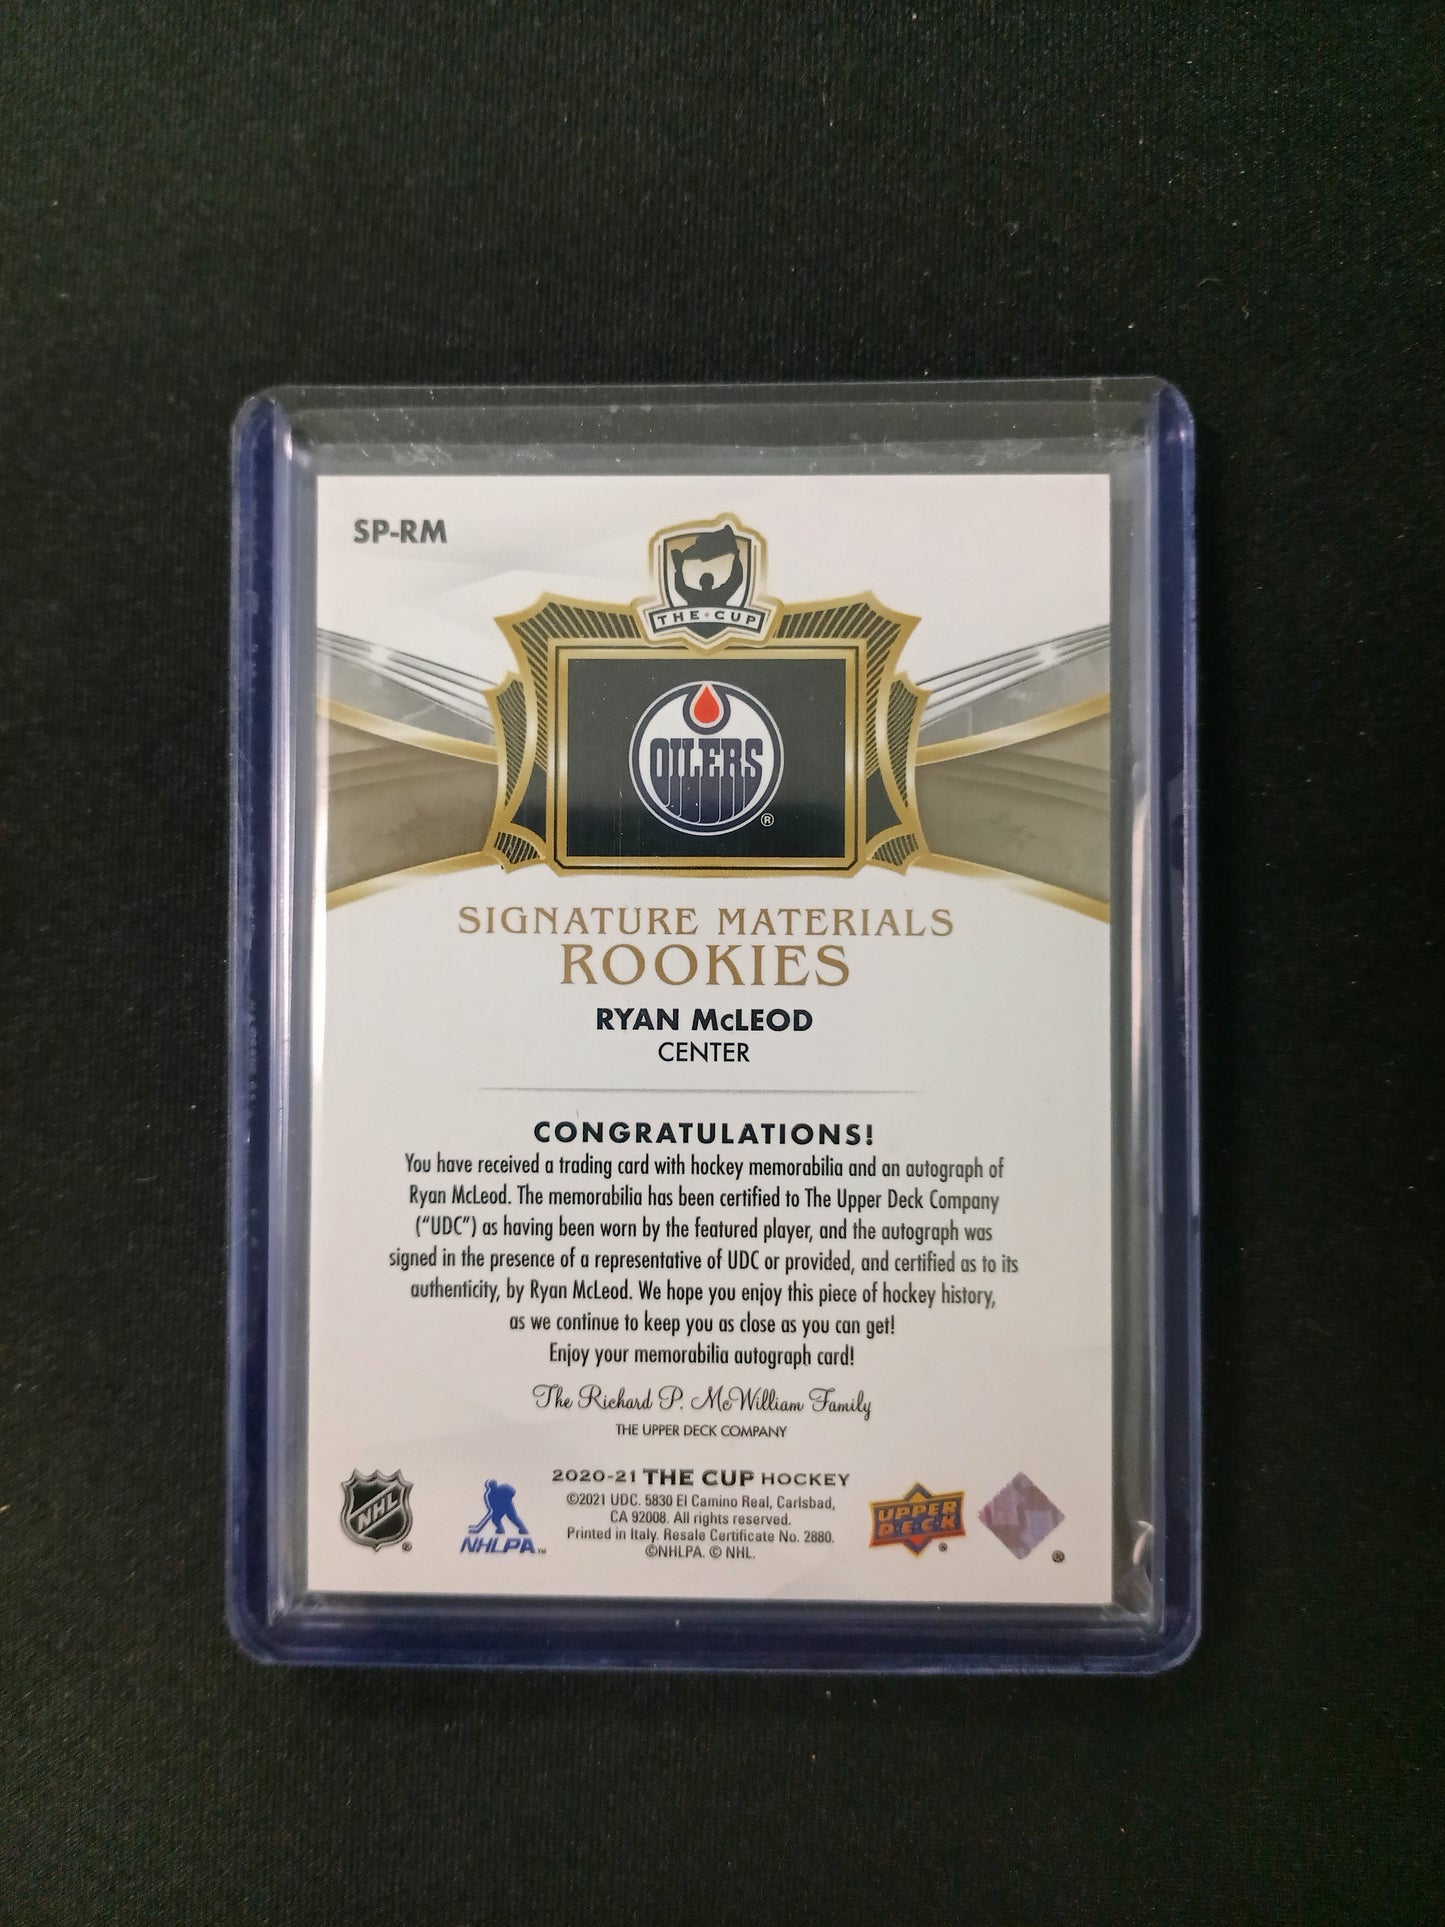 SP-RM
THE CUP
OILERS
®
SIGNATURE MATERIALS
ROOKIES
RYAN McLEOD
CENTER
CONGRATULATIONS!
You have received a trading card with hockey memorabilia and an autograph of
Ryan McLeod. The memorabilia has been certified to The Upper Deck Company
("UDC") as having been worn by the featured player, and the autograph was
signed in the presence of a representative of UDC or provided, and certified as to its
authenticity, by Ryan McLeod. We hope you enjoy this piece of hockey history,
as we continue to keep you as close as you can get!
Enjoy your memorabilia autograph card!
The Richard P. McWilliam Family
THE UPPER DECK COMPANY
2020-21 THE CUP HOCKEY
©2021 UDC. 5830 El Camino Real, Carlsbad,
CA 92008. All rights reserved.
Printed in Italy. Resale Certificate No. 2880.
©NHLPA. © NHL.
NHL ®
NHLPA™
UPPER
DECK ®
®